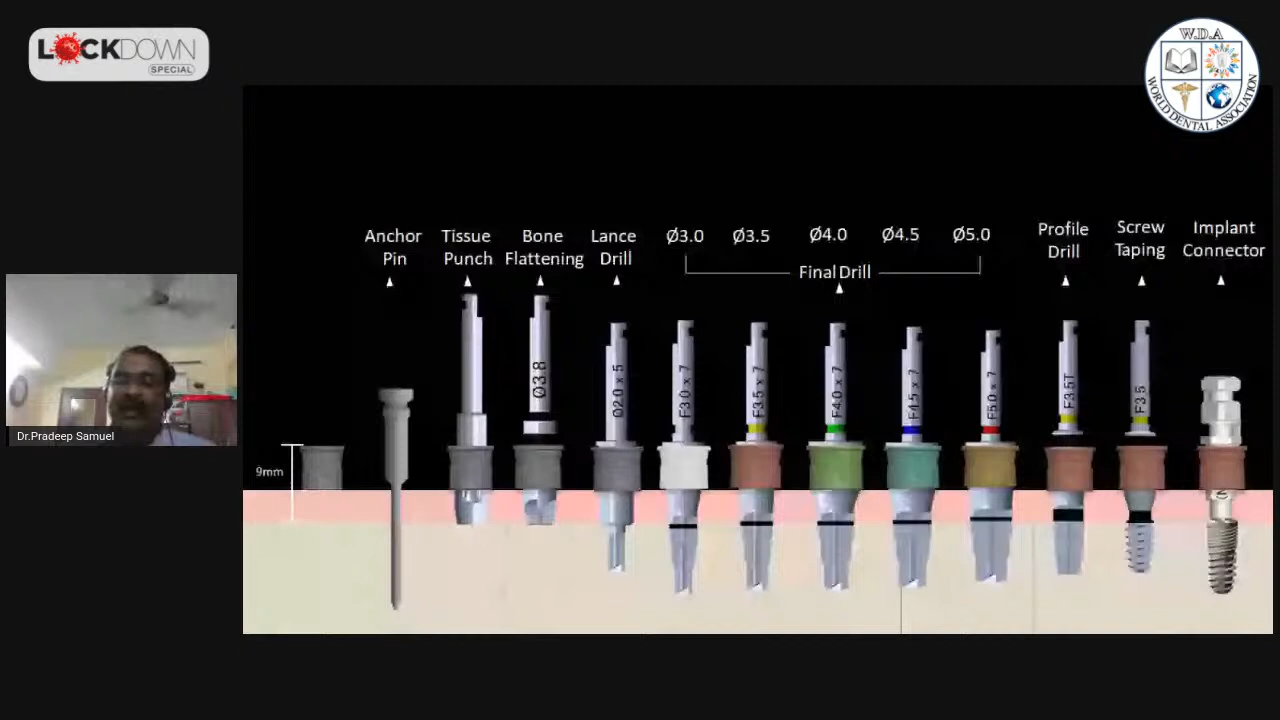 LOCKDOWN
SPECIAL
W.D.A
WORLD DENTAL ASSOCIATION
Anchor
Pin
Tissue
Punch
Bone
Flattening
Lance
Drill
Ø3.0
Ø3.5
Ø4.0
Ø4.5
Ø5.0
Final Drill
Profile
Drill
Screw
Taping
Implant
Connector
Ø3.8
D2.0 x 5
F3.0 x 7
F3.5 x 7
F4.0 x 7
F4.5 x 7
F5.0 x 7
F3.5T
F3.5
9mm
Dr.Pradeep Samuel